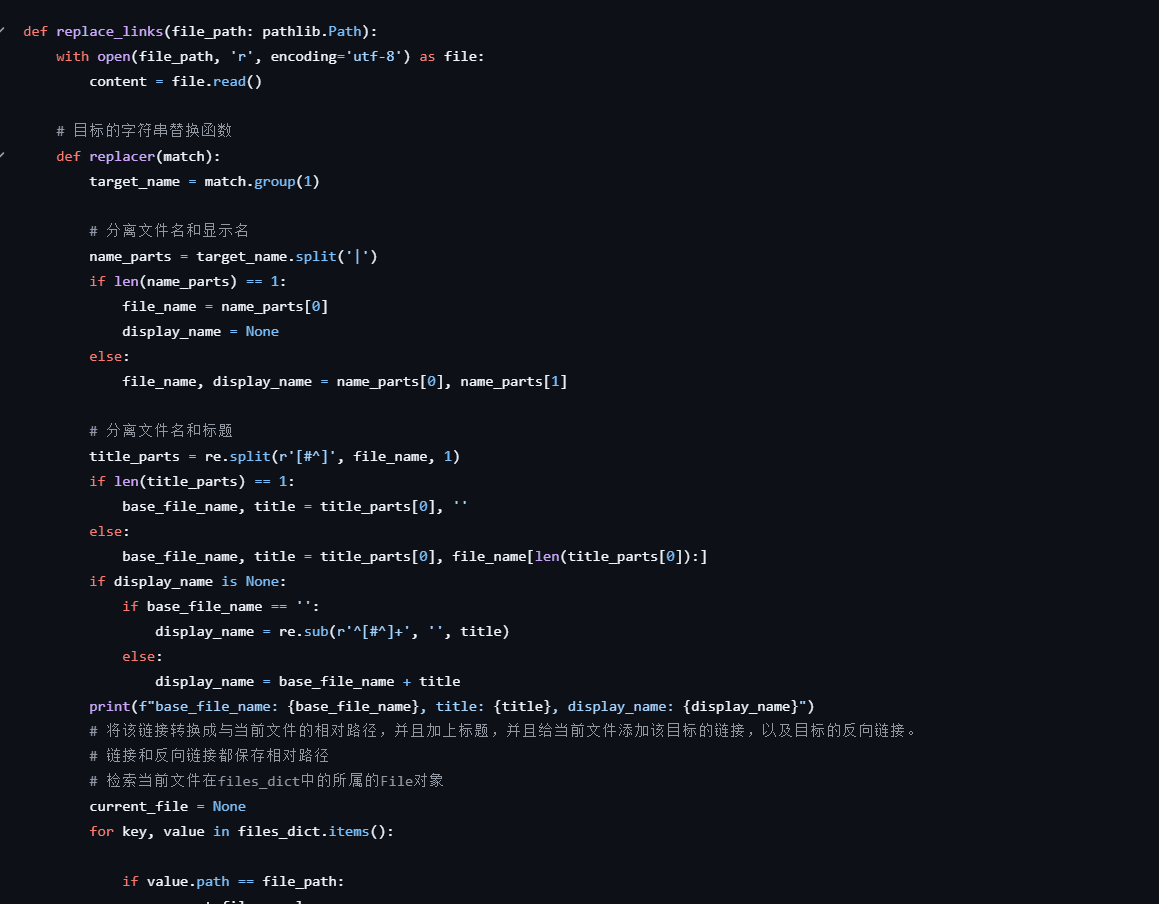 def replace_links(file_path: pathlib.Path):
    with open(file_path, 'r', encoding='utf-8') as file:
        content = file.read()
    # 目标的字符串替换函数
    def replacer(match):
        target_name = match.group(1)
        # 分离文件名和显示名
        name_parts = target_name.split('|')
        if len(name_parts) == 1:
            file_name = name_parts[0]
            display_name = None
        else:
            file_name, display_name = name_parts[0], name_parts[1]
        # 分离文件名和标题
        title_parts = re.split(r'[#^]', file_name, 1)
        if len(title_parts) == 1:
            base_file_name, title = title_parts[0], ''
        else:
            base_file_name, title = title_parts[0], file_name[len(title_parts[0]):]
        if display_name is None:
            if base_file_name == '':
                display_name = re.sub(r'^[#^]+', '', title)
            else:
                display_name = base_file_name + title
        print(f"base_file_name: {base_file_name}, title: {title}, display_name: {display_name}")
        # 将该链接转换成与当前文件的相对路径，并且加上标题，并且给当前文件添加该目标的链接，以及目标的反向链接。
        # 链接和反向链接都保存相对路径
        # 检索当前文件在files_dict中的所属的File对象
        current_file = None
        for key, value in files_dict.items():
            if value.path == file_path: